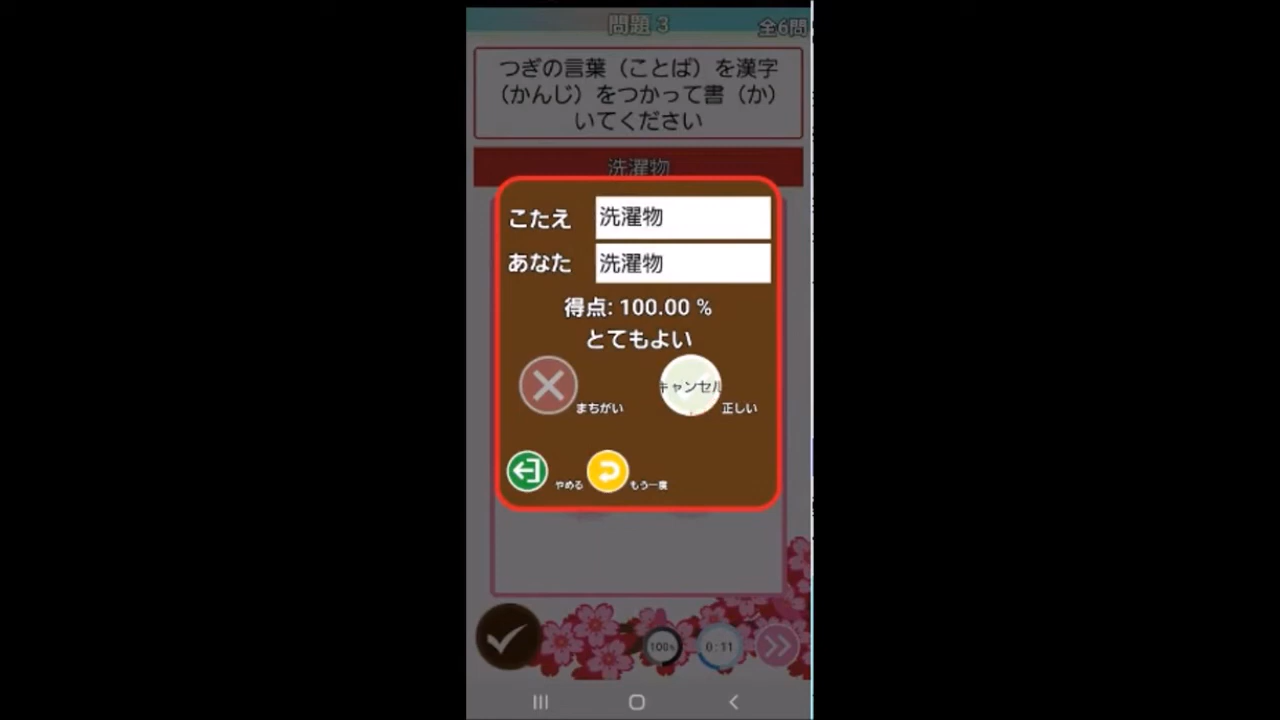 問題 3
全6問
つぎの言葉（ことば）を漢字
（かんじ）をつかって書（か）
いてください
洗濯物
こたえ 洗濯物
あなた 洗濯物
得点: 100.00 %
とてもよい
まちがい
キャンセル
正しい
やめる
もう一度
100%
0:11